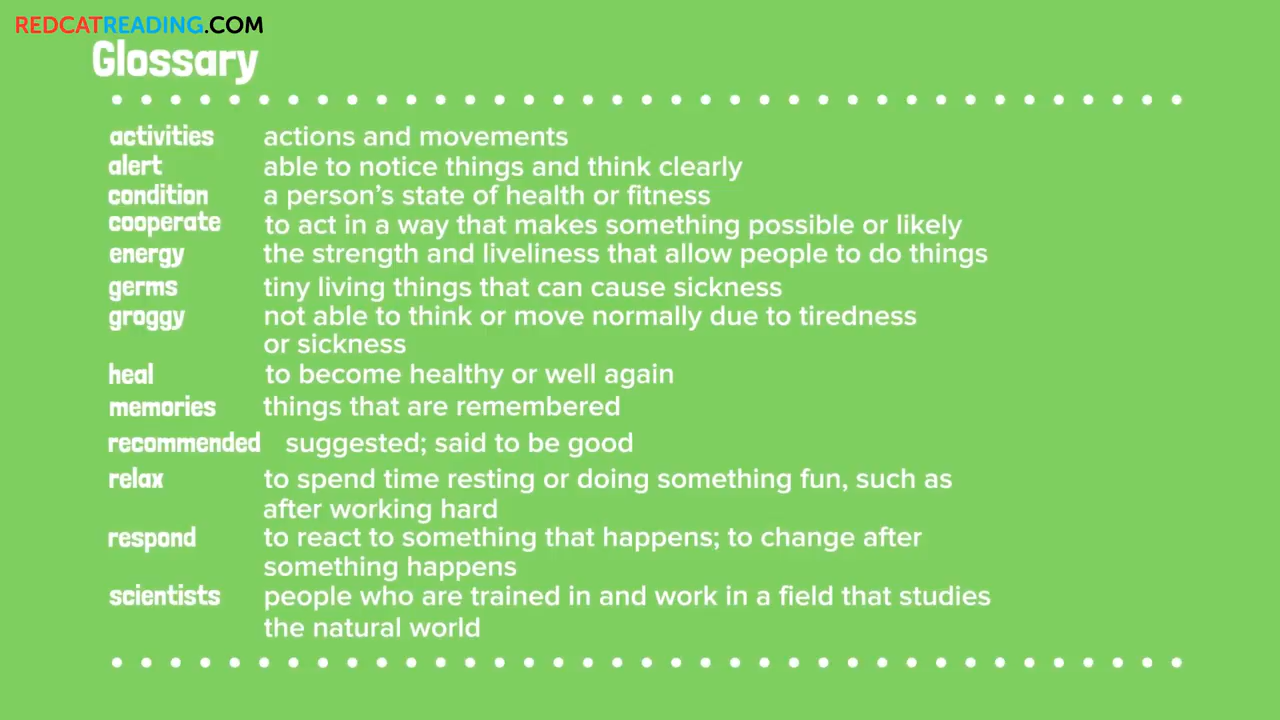 REDCATREADING.COM
Glossary
activities actions and movements
alert able to notice things and think clearly
condition a person’s state of health or fitness
cooperate to act in a way that makes something possible or likely
energy the strength and liveliness that allow people to do things
germs tiny living things that can cause sickness
groggy not able to think or move normally due to tiredness
or sickness
heal to become healthy or well again
memories things that are remembered
recommended suggested; said to be good
relax to spend time resting or doing something fun, such as
after working hard
respond to react to something that happens; to change after
something happens
scientists people who are trained in and work in a field that studies
the natural world